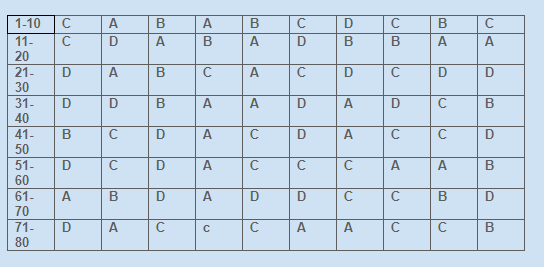 1-10 C A B A B C D C B C
11-20 C D A B A D B B A A
21-30 D A B C A C D C D D
31-40 D D B A A D A D C B
41-50 B C D A C D A C C D
51-60 D C D A C C C A A B
61-70 A B D A D D C C B D
71-80 D A C c C A A C C B